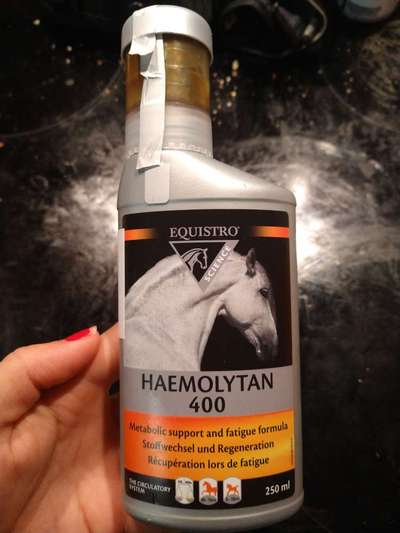 EQUISTRO®
SCIENCE
HAEMOLYTAN
400
Metabolic support and fatigue formula
Stoffwechsel und Regeneration
Récupération lors de fatigue
THE CIRCULATORY
SYSTEM
250 ml